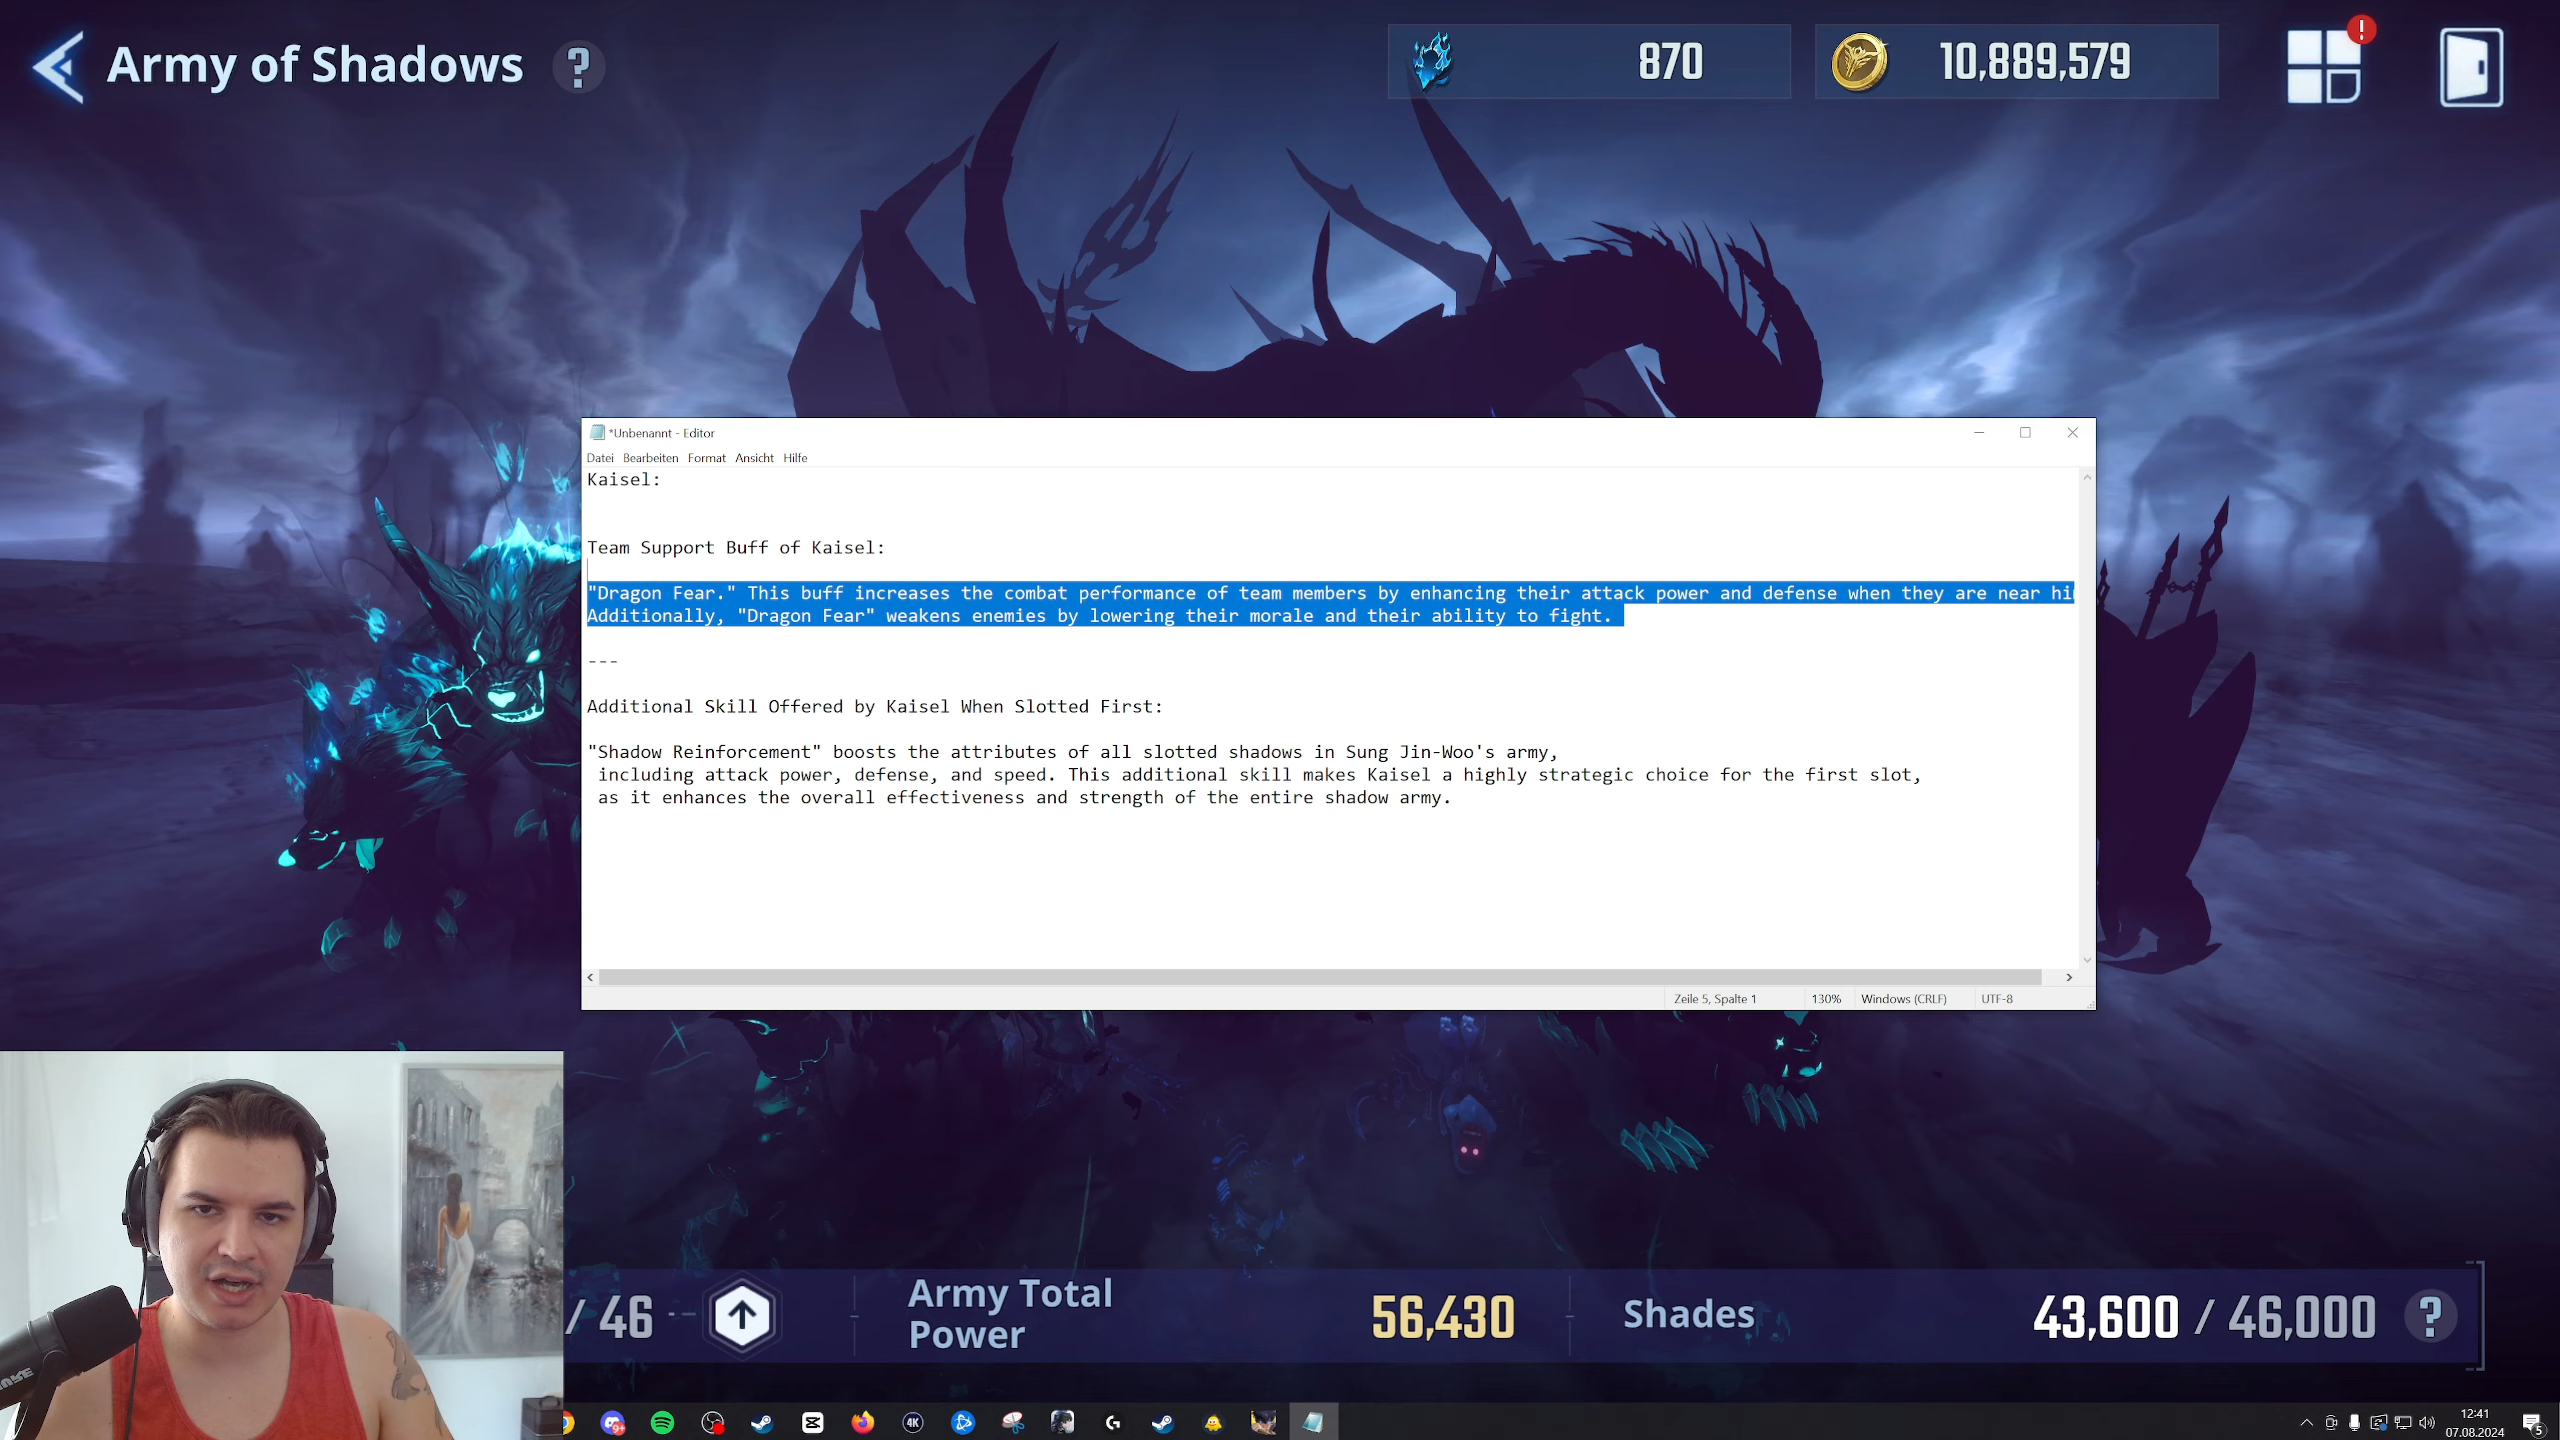 Army of Shadows
?
870
10,889,579
!
*Unbenannt - Editor
Datei Bearbeiten Format Ansicht Hilfe
Kaisel:
Team Support Buff of Kaisel:
"Dragon Fear." This buff increases the combat performance of team members by enhancing their attack power and defense when they are near
Additionally, "Dragon Fear" weakens enemies by lowering their morale and their ability to fight.
---
Additional Skill Offered by Kaisel When Slotted First:
"Shadow Reinforcement" boosts the attributes of all slotted shadows in Sung Jin-Woo's army,
including attack power, defense, and speed. This additional skill makes Kaisel a highly strategic choice for the first slot,
as it enhances the overall effectiveness and strength of the entire shadow army.
Zeile 5, Spalte 1
130%
Windows (CRLF)
UTF-8
/ 46
Army Total
Power
56,430
Shades
43,600 / 46,000
?
4K
12:41
07.08.2024
5